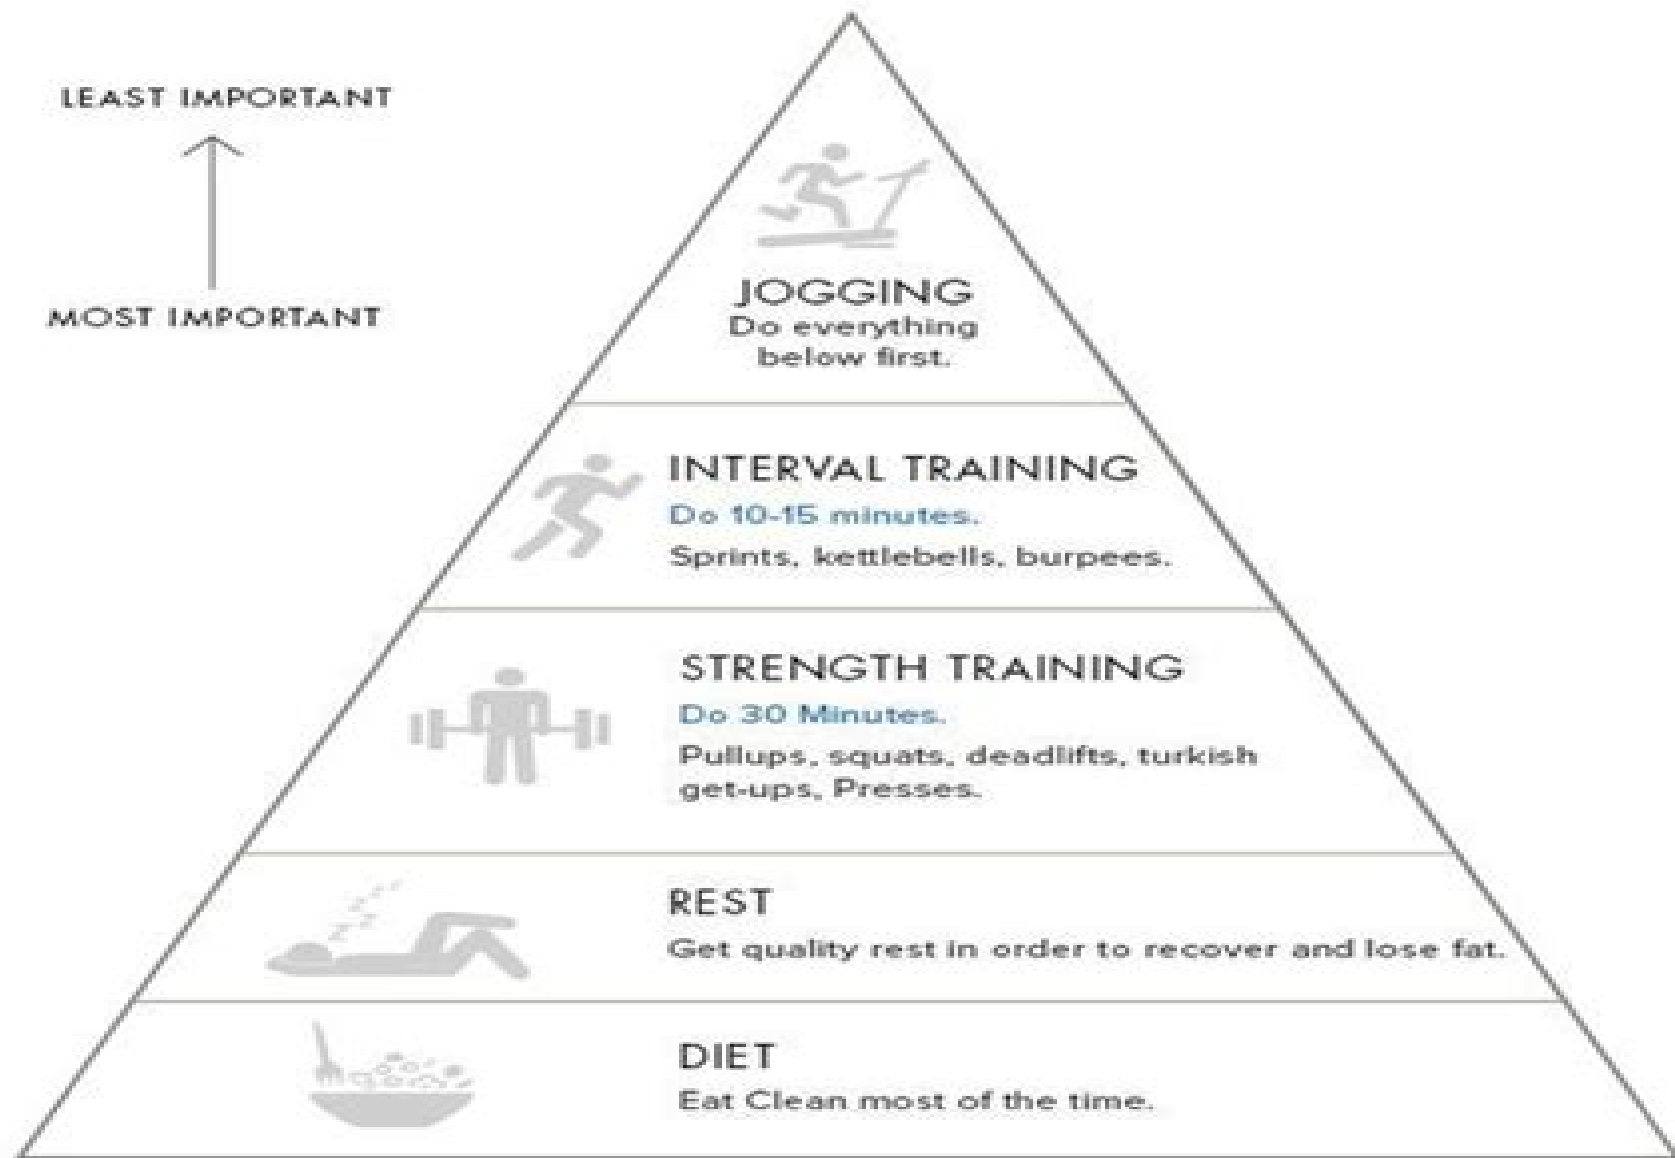 LEAST IMPORTANT
MOST IMPORTANT
JOGGING
Do everything
below first.
INTERVAL TRAINING
Do 10-15 minutes.
Sprints, kettlebells, burpees.
STRENGTH TRAINING
Do 30 Minutes.
Pullups, squats, deadlifts, turkish
get-ups, Presses.
REST
Get quality rest in order to recover and lose fat.
DIET
Eat Clean most of the time.